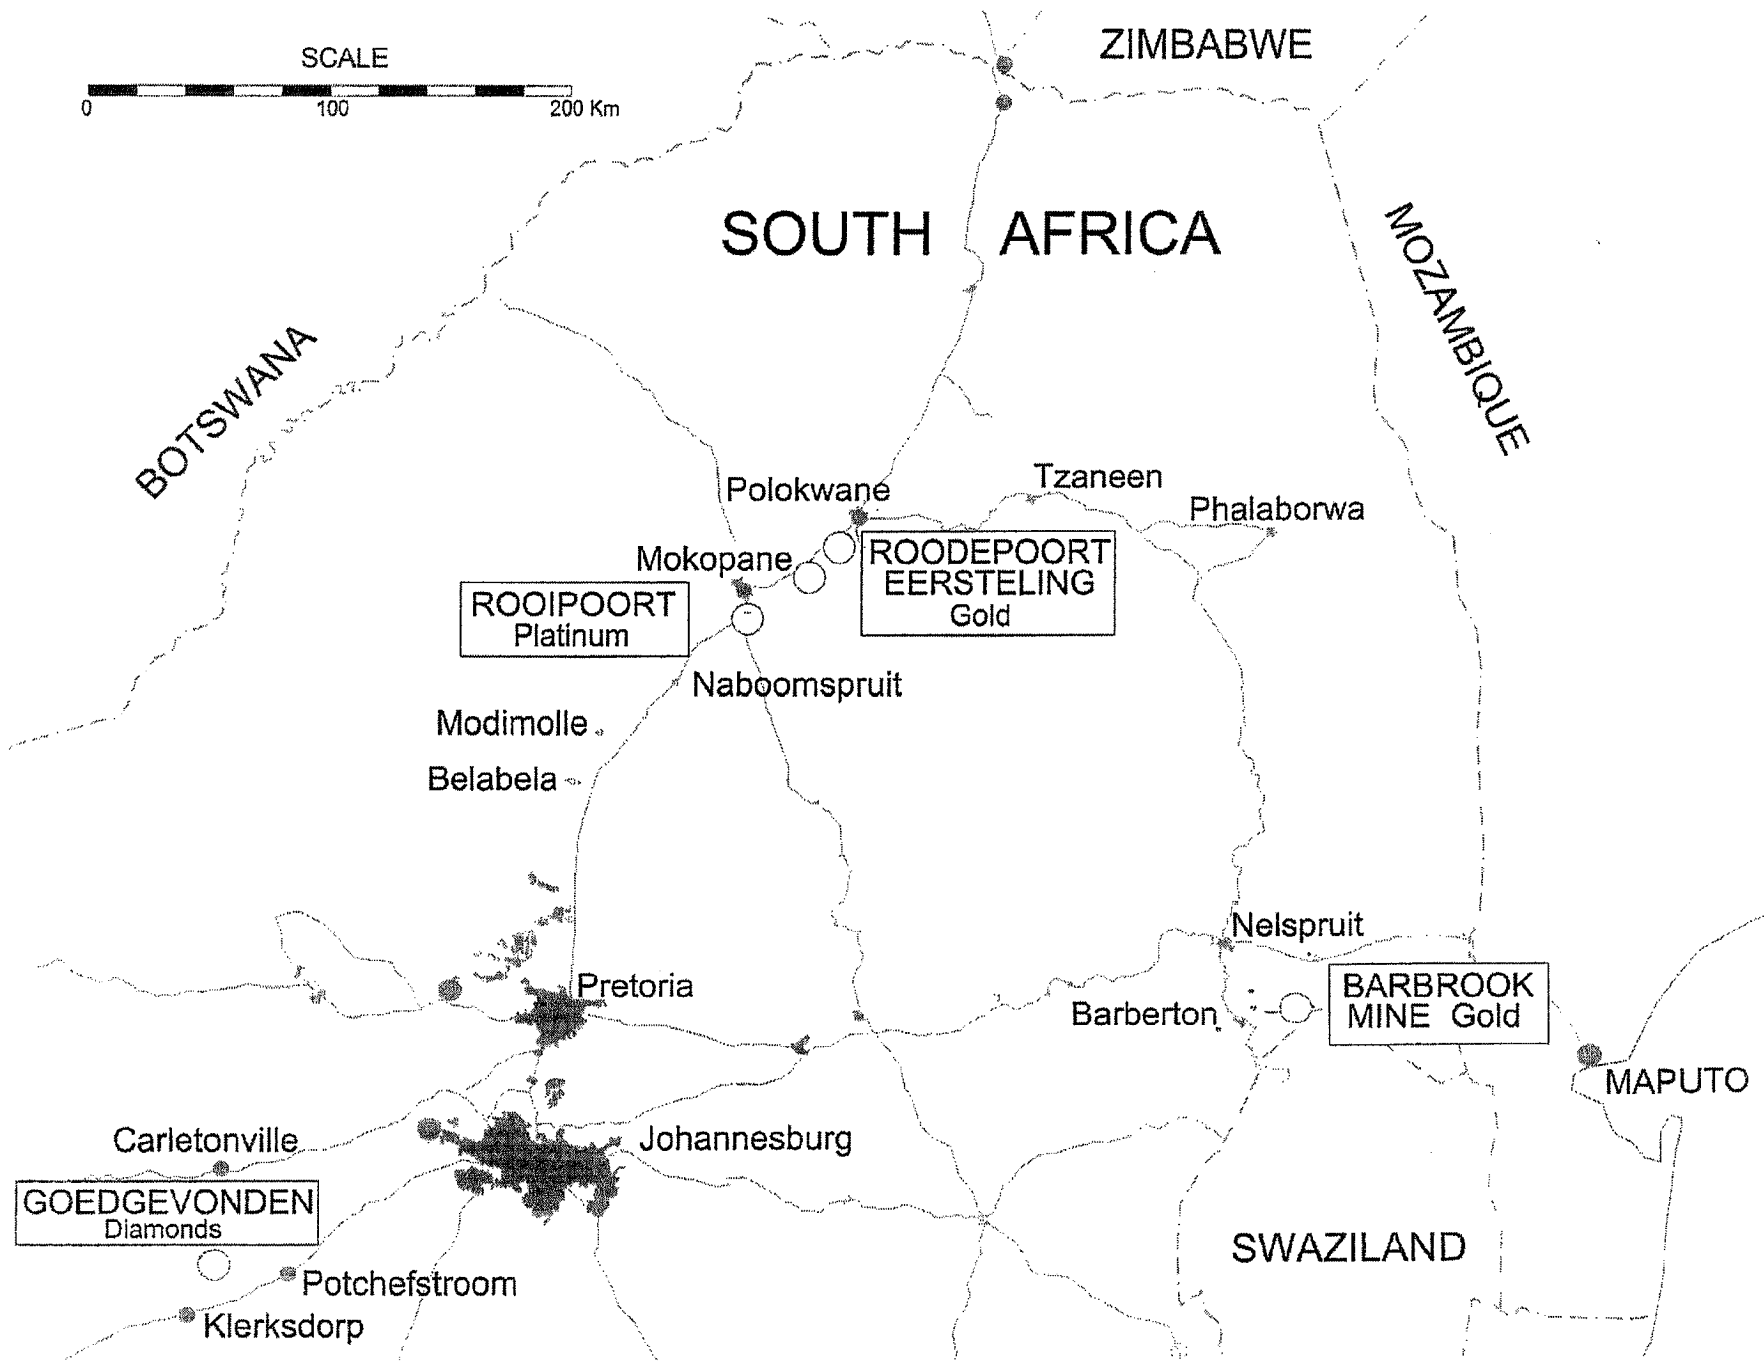 SCALE
0 100 200 Km
ZIMBABWE
SOUTH AFRICA
MOZAMBIQUE
BOTSWANA
Tzaneen
Polokwane
Phalaborwa
Mokopane
ROODEPOORT
EERSTELING
Gold
ROOIPOORT
Platinum
Naboomspruit
Modimolle
Belabela
Nelspruit
Pretoria
BARBROOK
MINE Gold
Barberton
MAPUTO
Carletonville
Johannesburg
GOEDGEVONDEN
Diamonds
SWAZILAND
Potchefstroom
Klerksdorp